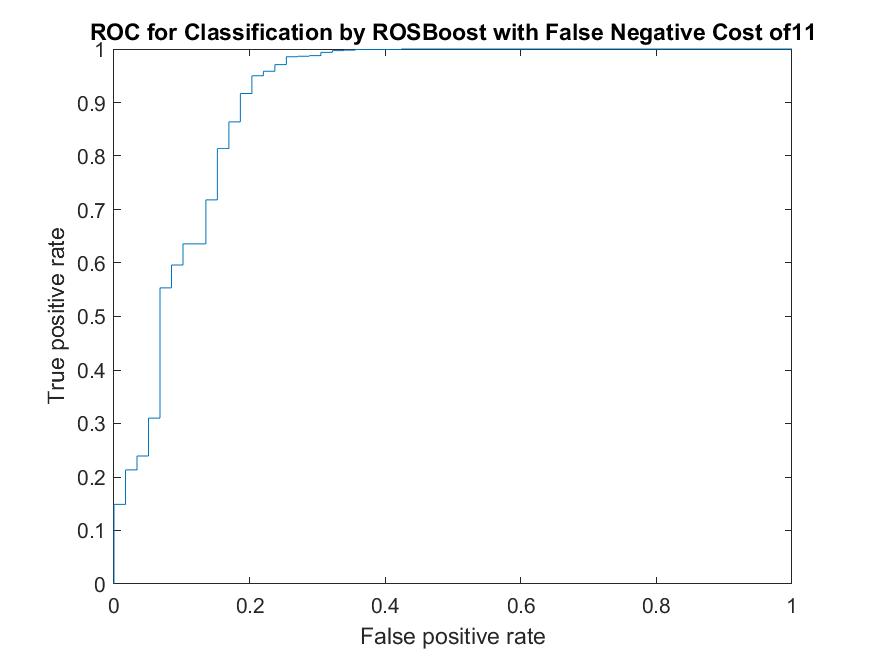 ROC for Classification by ROSBoost with False Negative Cost of11
1
0.9
0.8
0.7
0.6
0.5
0.4
0.3
0.2
0.1
0
True positive rate
0 0.2 0.4 0.6 0.8 1
False positive rate